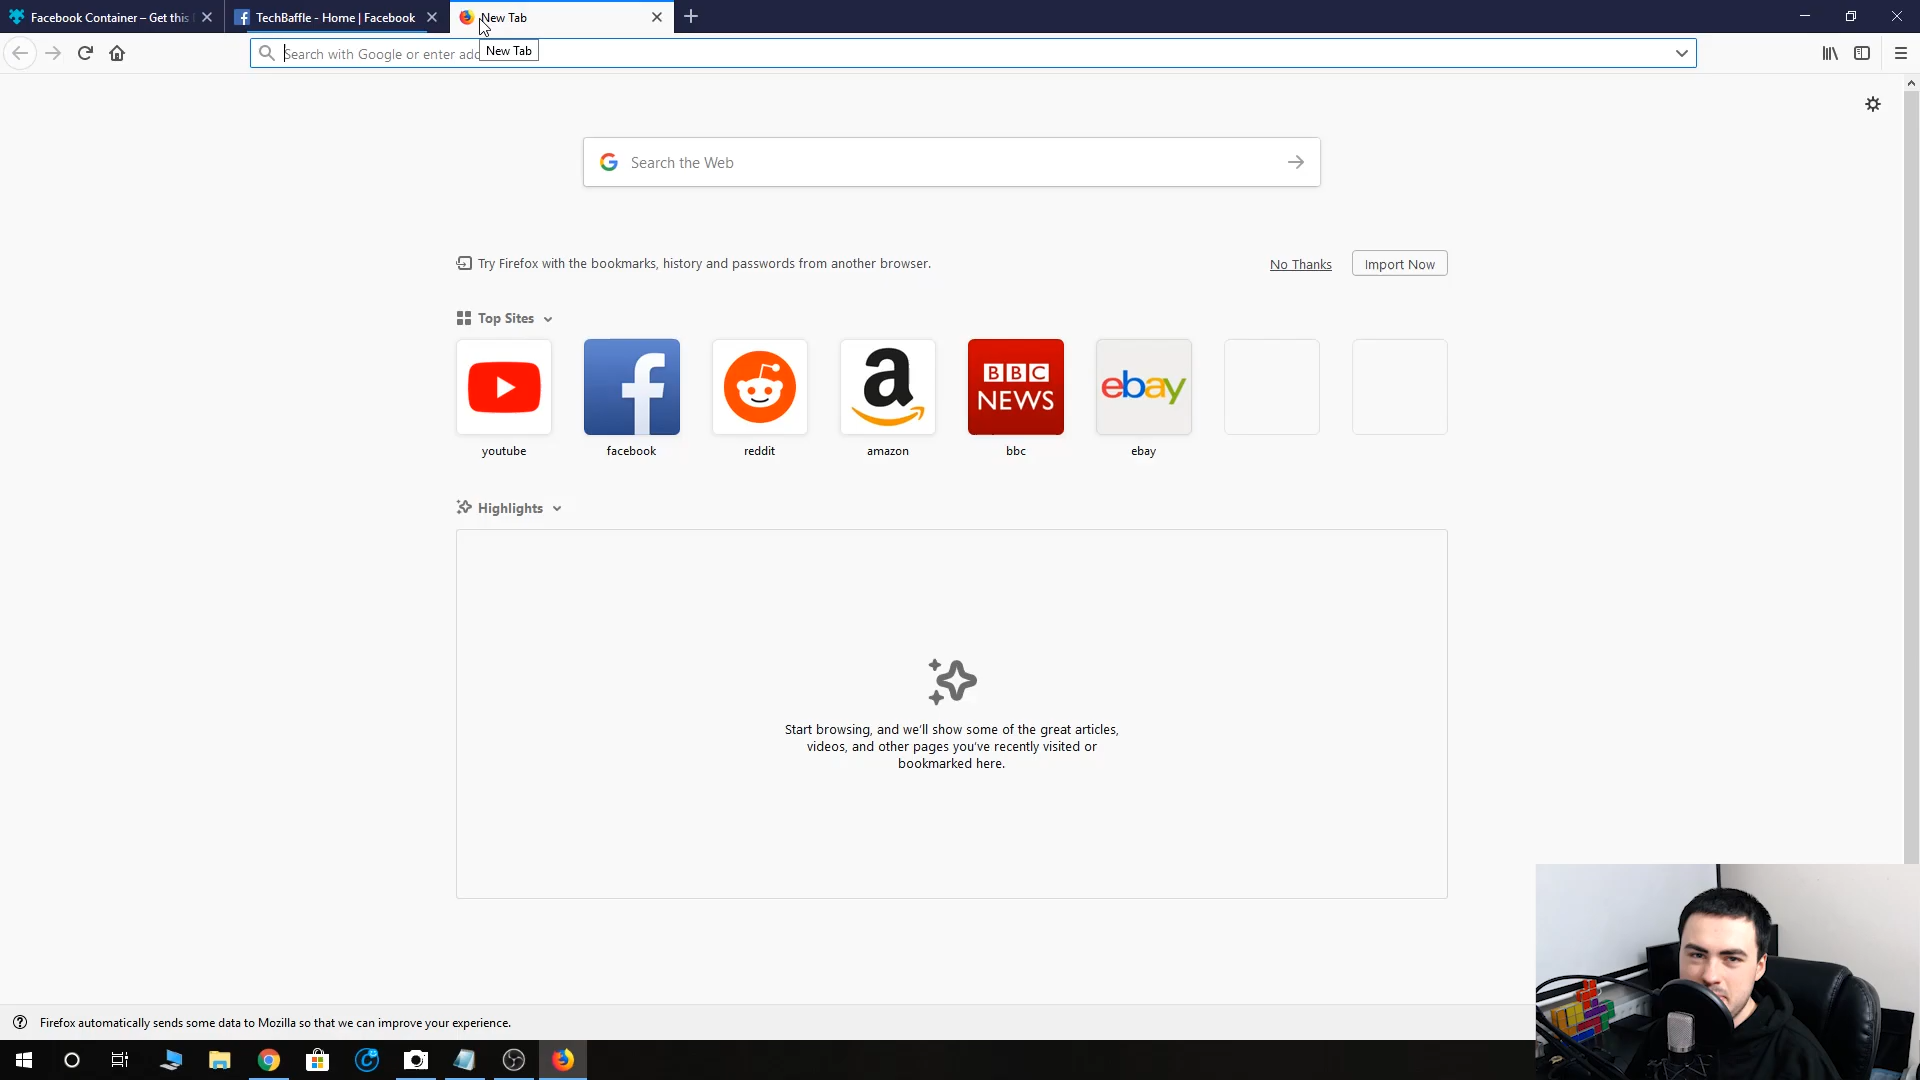 Facebook Container – Get this
TechBaffle - Home | Facebook
New Tab
Search with Google or enter add
New Tab
G Search the Web
Try Firefox with the bookmarks, history and passwords from another browser.
No Thanks
Import Now
Top Sites
f
a
BBC
NEWS
ebay
youtube
facebook
reddit
amazon
bbc
ebay
Highlights
Start browsing, and we'll show some of the great articles,
videos, and other pages you've recently visited or
bookmarked here.
Firefox automatically sends some data to Mozilla so that we can improve your experience.